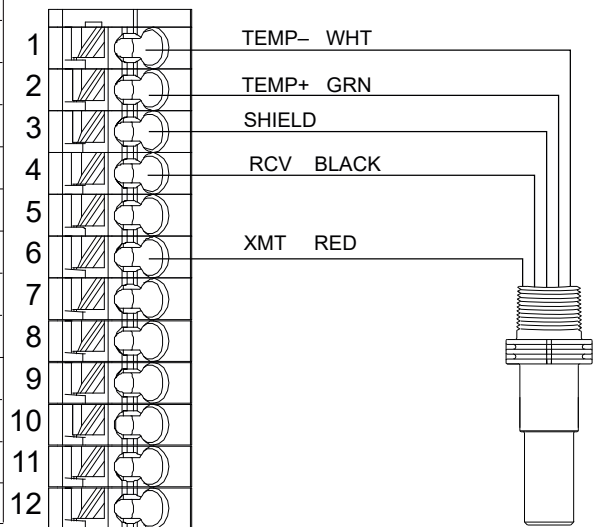 1 TEMP– WHT
2 TEMP+ GRN
3 SHIELD
4 RCV BLACK
5
6 XMT RED
7
8
9
10
11
12